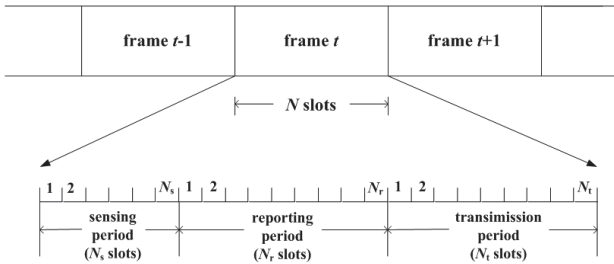 frame t-1 frame t frame t+1
N slots
1 2 Ns 1 2 Nr 1 2 Nt
sensing period (Ns slots)
reporting period (Nr slots)
transimission period (Nt slots)